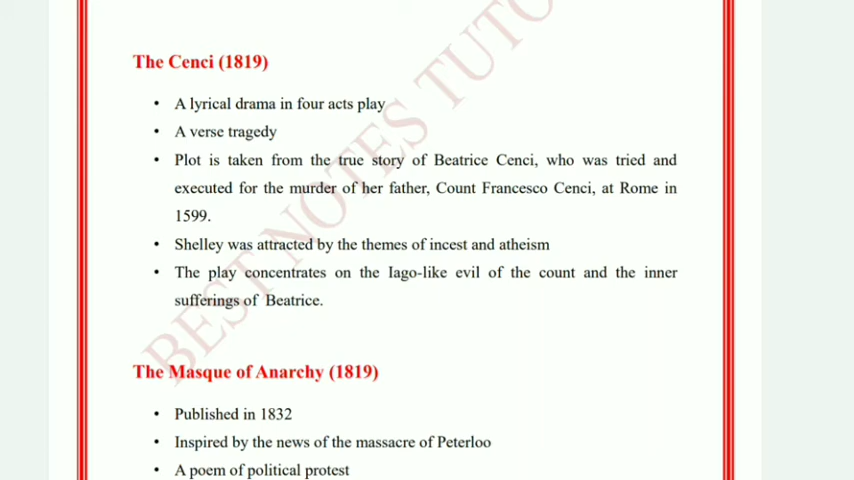 The Cenci (1819)
• A lyrical drama in four acts play
• A verse tragedy
• Plot is taken from the true story of Beatrice Cenci, who was tried and
executed for the murder of her father, Count Francesco Cenci, at Rome in
1599.
• Shelley was attracted by the themes of incest and atheism
• The play concentrates on the Iago-like evil of the count and the inner
sufferings of Beatrice.
The Masque of Anarchy (1819)
• Published in 1832
• Inspired by the news of the massacre of Peterloo
• A poem of political protest
BEST NOTES TUTO